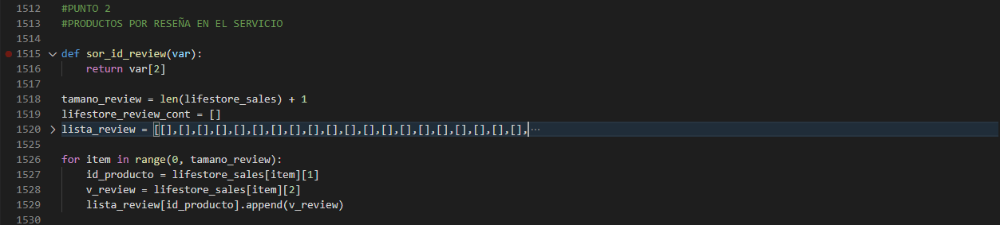 1512 #PUNTO 2
1513 #PRODUCTOS POR RESEÑA EN EL SERVICIO
1514
1515 def sor_id_review(var):
1516 return var[2]
1517
1518 tamano_review = len(lifestore_sales) + 1
1519 lifestore_review_cont = []
1520 lista_review = [[],[],[],[],[],[],[],[],[],[],[],[],[],[],[],[],[],[],[],[],…
1525
1526 for item in range(0, tamano_review):
1527 id_producto = lifestore_sales[item][1]
1528 v_review = lifestore_sales[item][2]
1529 lista_review[id_producto].append(v_review)
1530